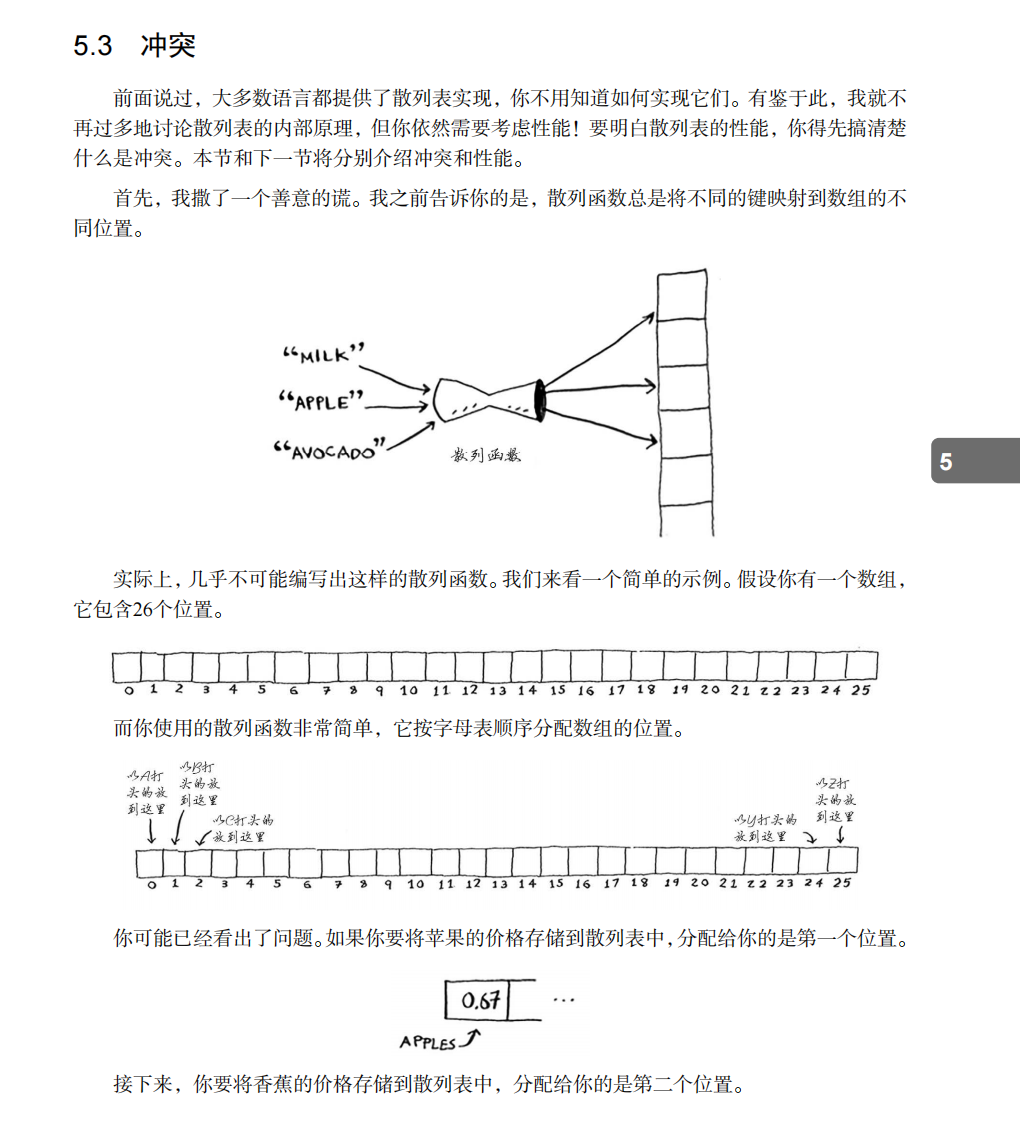 5.3 冲突
前面说过，大多数语言都提供了散列表实现，你不用知道如何实现它们。有鉴于此，我就不
再过多地讨论散列表的内部原理，但你依然需要考虑性能！要明白散列表的性能，你得先搞清楚
什么是冲突。本节和下一节将分别介绍冲突和性能。
首先，我撒了一个善意的谎。我之前告诉你的是，散列函数总是将不同的键映射到数组的不
同位置。
“MILK”
“APPLE”
“AVOCADO”
散列函数
5
实际上，几乎不可能编写出这样的散列函数。我们来看一个简单的示例。假设你有一个数组，
它包含26个位置。
0 1 2 3 4 5 6 7 8 9 10 11 12 13 14 15 16 17 18 19 20 21 22 23 24 25
而你使用的散列函数非常简单，它按字母表顺序分配数组的位置。
以A打
头的放
到这里
以B打
头的放
到这里
以C打头的
放到这里
以Y打头的
放到这里
以Z打
头的放
到这里
0 1 2 3 4 5 6 7 8 9 10 11 12 13 14 15 16 17 18 19 20 21 22 23 24 25
你可能已经看出了问题。如果你要将苹果的价格存储到散列表中，分配给你的是第一个位置。
0.67 ...
APPLES
接下来，你要将香蕉的价格存储到散列表中，分配给你的是第二个位置。